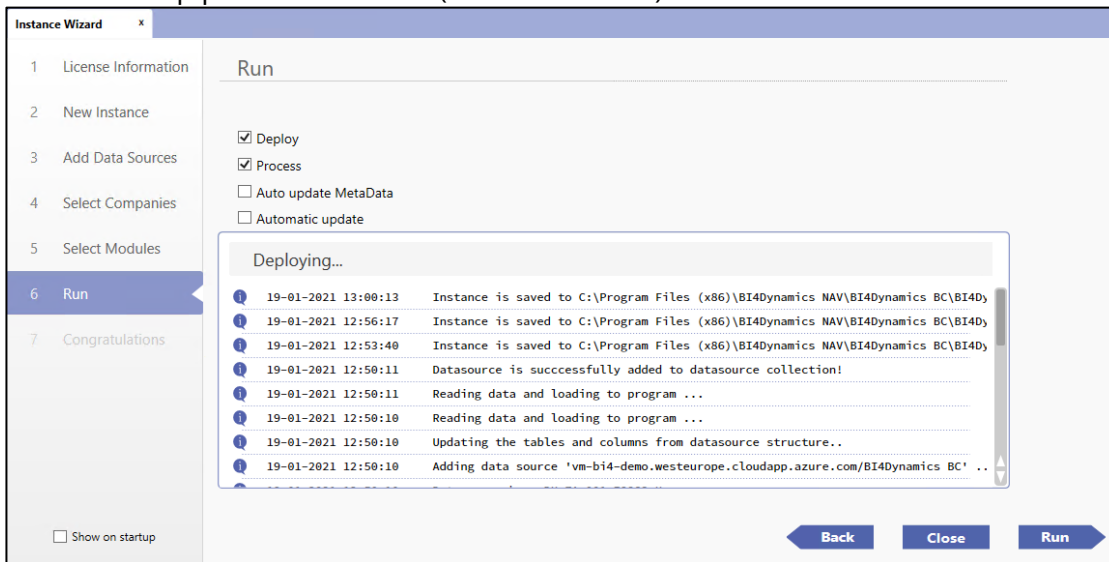 Instance Wizard x
1 License Information
2 New Instance
3 Add Data Sources
4 Select Companies
5 Select Modules
6 Run
7 Congratulations
Show on startup
Run
Deploy
Process
Auto update MetaData
Automatic update
Deploying...
19-01-2021 13:00:13 Instance is saved to C:\Program Files (x86)\BI4Dynamics NAV\BI4Dynamics BC\BI4Dy
19-01-2021 12:56:17 Instance is saved to C:\Program Files (x86)\BI4Dynamics NAV\BI4Dynamics BC\BI4Dy
19-01-2021 12:53:40 Instance is saved to C:\Program Files (x86)\BI4Dynamics NAV\BI4Dynamics BC\BI4Dy
19-01-2021 12:50:11 Datasource is succcessfully added to datasource collection!
19-01-2021 12:50:11 Reading data and loading to program ...
19-01-2021 12:50:10 Reading data and loading to program ...
19-01-2021 12:50:10 Updating the tables and columns from datasource structure..
19-01-2021 12:50:10 Adding data source 'vm-bi4-demo.westeurope.cloudapp.azure.com/BI4Dynamics BC' ..
Back Close Run